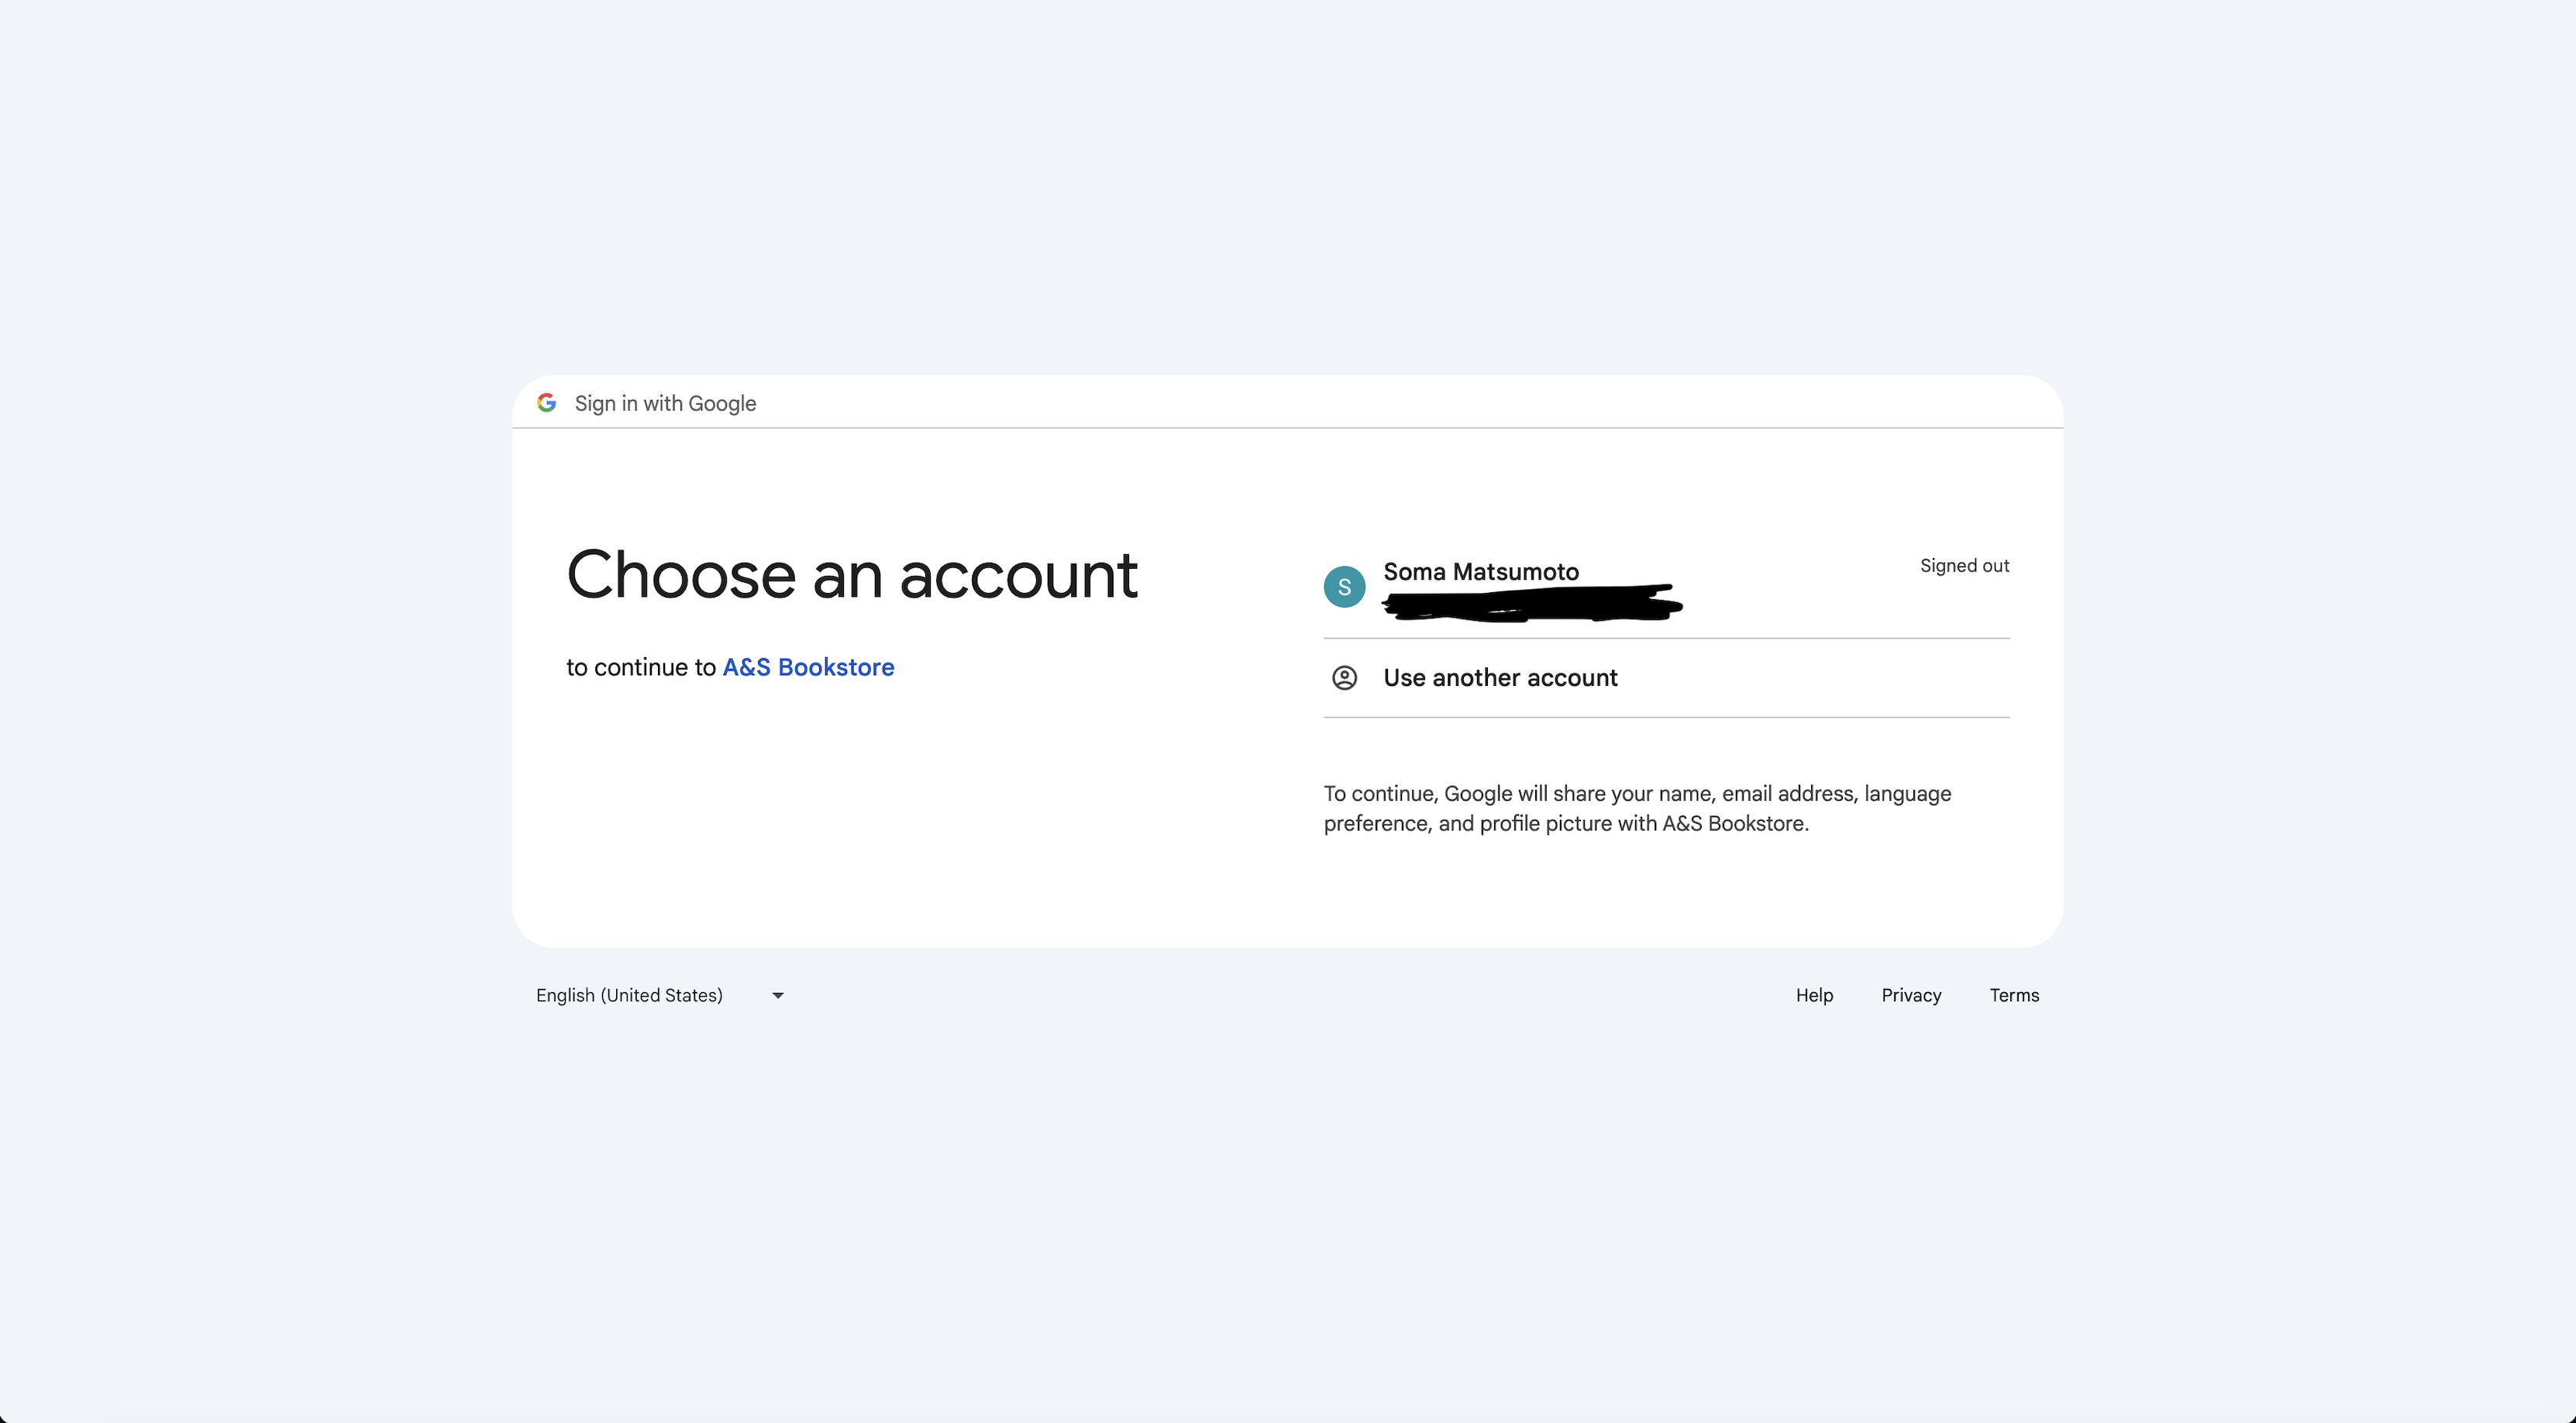 Sign in with Google
Choose an account
to continue to A&S Bookstore
S
Soma Matsumoto
Signed out
Use another account
To continue, Google will share your name, email address, language
preference, and profile picture with A&S Bookstore.
English (United States)
Help
Privacy
Terms